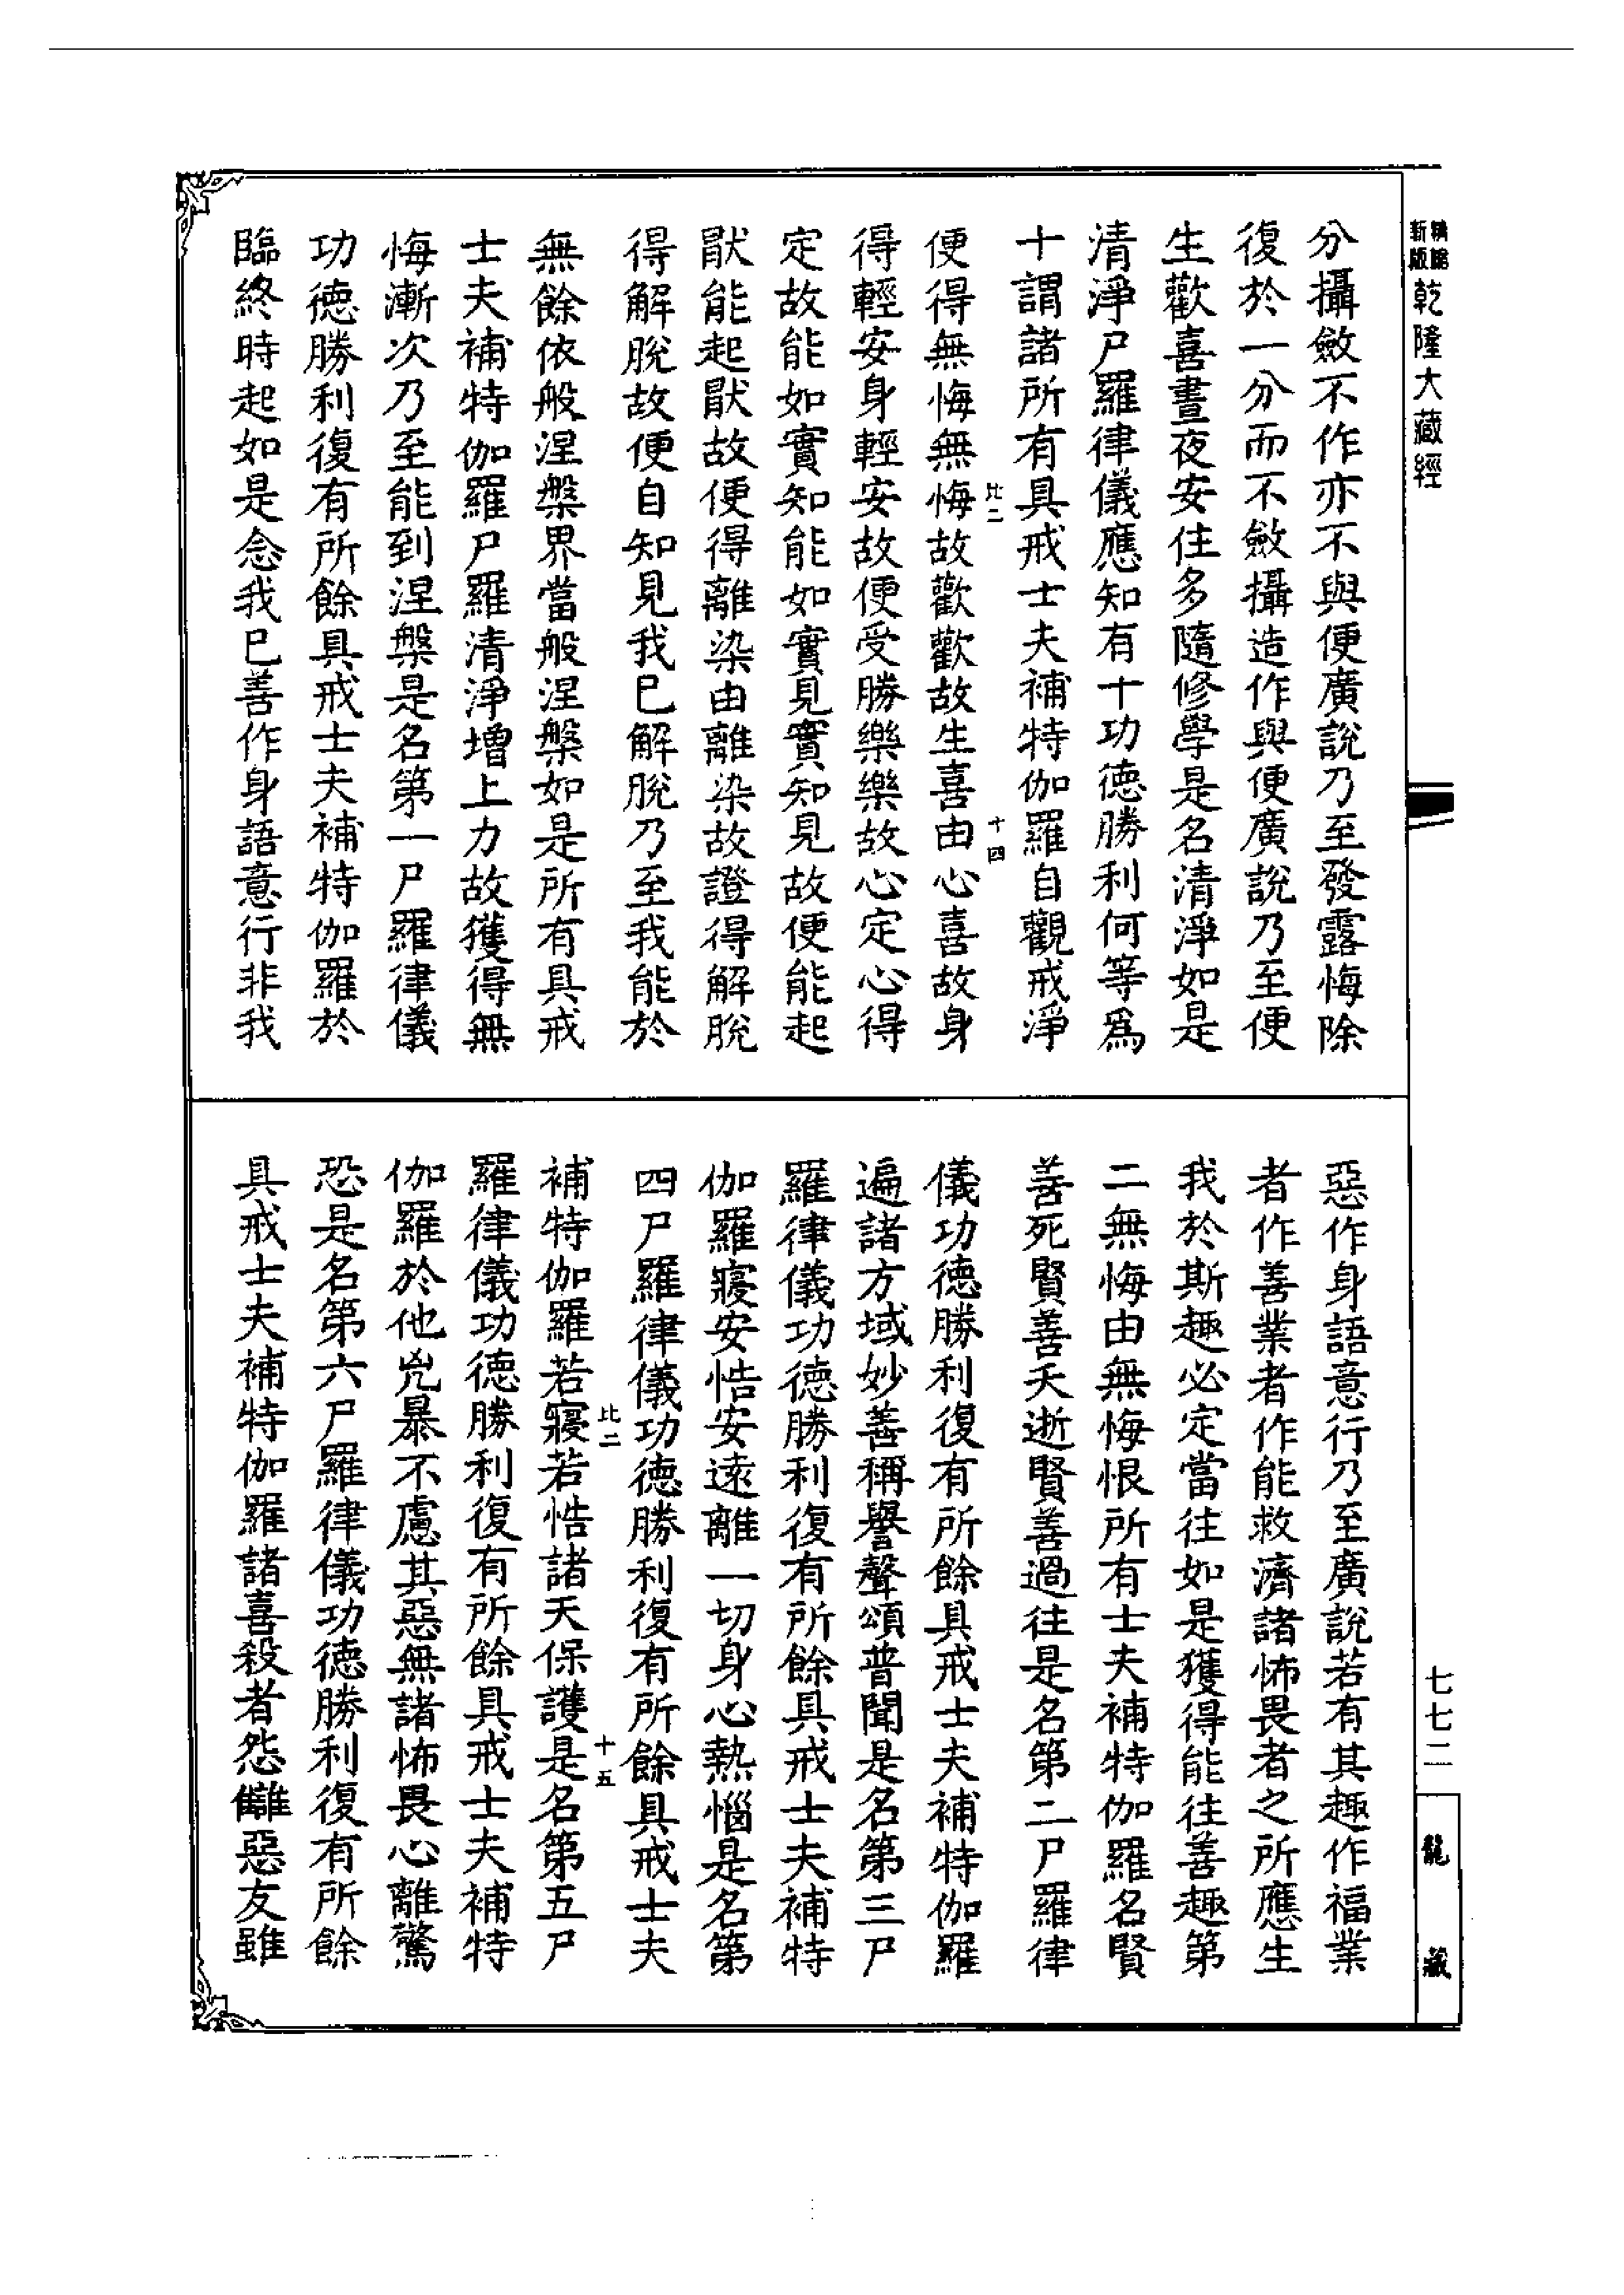 新版
乾隆大藏經
分攝斂不作亦不與便廣說乃至發露悔除
復於一分而不斂攝造作與便廣說乃至便
生歡喜晝夜安住多隨修學是名清淨如是
清淨尸羅律儀應知有十功德勝利何等爲
十謂諸所有具戒士夫補特伽羅自觀戒淨
比二
十四
便得無悔無悔故歡歡故生喜由心喜故身
得輕安身輕安故便受勝樂樂故心定心得
定故能如實知能如實見實知見故便能起
猒能起猒故便得離染由離染故證得解脫
得解脫故便自知見我已解脫乃至我能於
無餘依般涅槃界當般涅槃如是所有具戒
士夫補特伽羅尸羅清淨增上力故獲得無
悔漸次乃至能到涅槃是名第一尸羅律儀
功德勝利復有所餘具戒士夫補特伽羅於
臨終時起如是念我已善作身語意行非我
惡作身語意行乃至廣說若有其趣作福業
者作善業者作能救濟諸怖畏者之所應生
我於斯趣必定當往如是獲得能往善趣第
二無悔由無悔恨所有士夫補特伽羅名賢
善死賢善夭逝賢善過往是名第二尸羅律
儀功德勝利復有所餘具戒士夫補特伽羅
遍諸方域妙善稱譽聲頌普聞是名第三尸
羅律儀功德勝利復有所餘具戒士夫補特
伽羅寢安悎安遠離一切身心熱惱是名第
四尸羅律儀功德勝利復有所餘具戒士夫
比二
十五
補特伽羅若寢若悎諸天保護是名第五尸
羅律儀功德勝利復有所餘具戒士夫補特
伽羅於他兇暴不慮其惡無諸怖畏心離驚
恐是名第六尸羅律儀功德勝利復有所餘
具戒士夫補特伽羅諸喜殺者怨讎惡友雖
七七二
龍藏